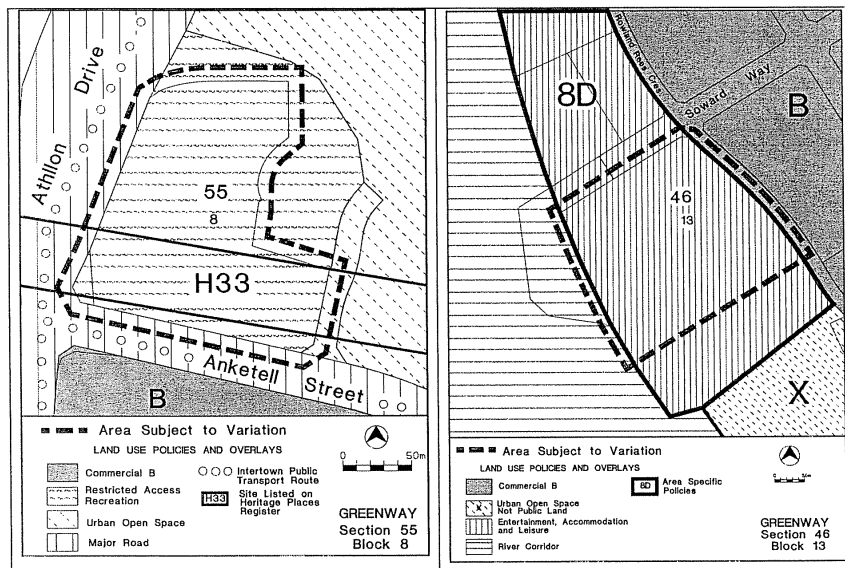 Athllon Drive
55
8
H33
Anketell Street
B
Area Subject to Variation
LAND USE POLICIES AND OVERLAYS
Commercial B
Restricted Access
Recreation
Urban Open Space
Major Road
Intertown Public
Transport Route
H33
Site Listed on
Heritage Places
Register
0 50m
GREENWAY
Section 55
Block 8
Rowland Rees Cres
Soward Way
8D
B
46
13
X
Area Subject to Variation
LAND USE POLICIES AND OVERLAYS
Commercial B
Urban Open Space
Not Public Land
Entertainment, Accommodation
and Leisure
River Corridor
8D
Area Specific
Policies
0 50m
GREENWAY
Section 46
Block 13